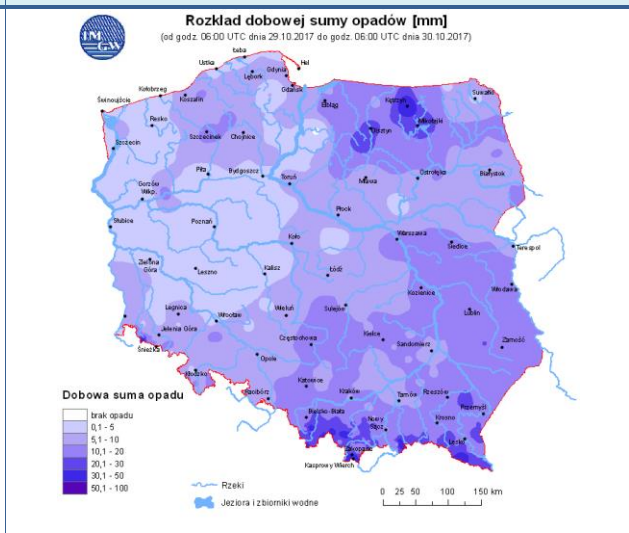 Rozkład dobowej sumy opadów [mm]
(od godz. 06:00 UTC dnia 29.10.2017 do godz. 06:00 UTC dnia 30.10.2017)
IM
GW
Łeba
Hel
Ustka
Lębork
Gdynia
Gdańsk
Kołobrzeg
Koszalin
Świnoujście
Resko
Elbląg
Kętrzyn
Suwałki
Mikołajki
Olsztyn
Szczecinek
Chojnice
Szczecin
Piła
Bydgoszcz
Toruń
Mława
Ostrołęka
Białystok
Gorzów
Wlkp.
Płock
Słubice
Poznań
Koło
Warszawa
Siedlce
Terespol
Zielona
Góra
Leszno
Kalisz
Łódź
Kozienice
Włodawa
Legnica
Wrocław
Wieluń
Sulejów
Lublin
Jelenia Góra
Śnieżka
Częstochowa
Kielce
Sandomierz
Zamość
Opole
Kłodzko
Racibórz
Katowice
Kraków
Tarnów
Rzeszów
Przemyśl
Bielsko-Biała
Nowy
Sącz
Krosno
Lesko
Zakopane
Kasprowy Wierch
Dobowa suma opadu
brak opadu
0,1 - 5
5,1 - 10
10,1 - 20
20,1 - 30
30,1 - 50
50,1 - 100
Rzeki
Jeziora i zbiorniki wodne
0 25 50 100 150 km